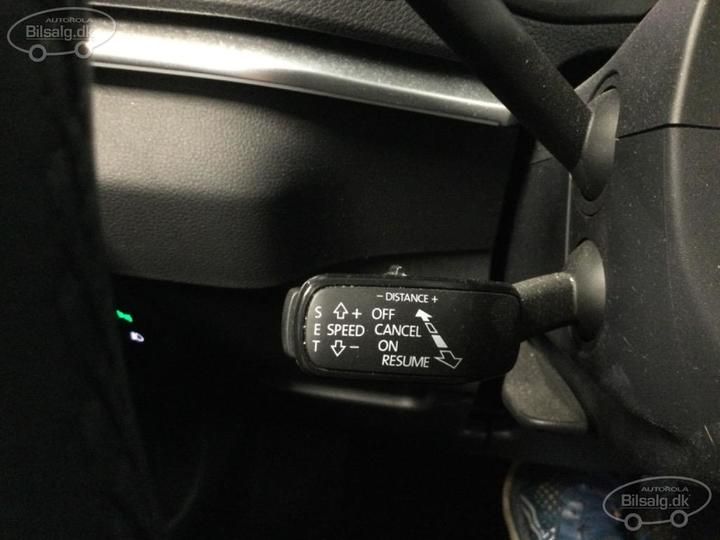 AUTOROLA
Bilsalg.dk
- DISTANCE +
S + OFF
E SPEED CANCEL
T - ON
RESUME
AUTOROLA
Bilsalg.dk